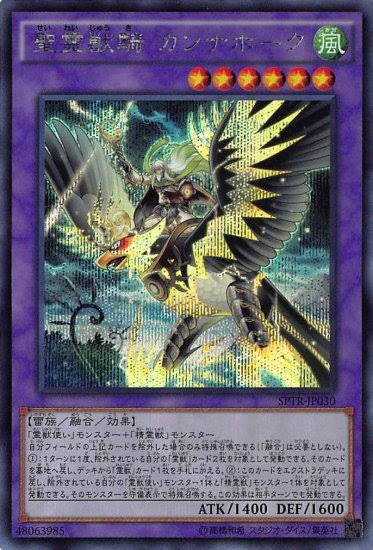 聖霊獣騎 カンナホーク
風
SPTR-JP030
【雷族／融合／効果】
「霊獣使い」モンスター＋「精霊獣」モンスター
自分フィールドの上記カードを除外した場合のみ特殊召喚できる（「融合」は必要としない）。
①：1ターンに1度、除外されている自分の「霊獣」カード2枚を対象として発動できる。そのカード
を墓地へ戻し、デッキから「霊獣」カード1枚を手札に加える。②：このカードをエクストラデッキに
戻し、除外されている自分の「霊獣使い」モンスター1体と「精霊獣」モンスター1体を対象として
発動できる。そのモンスターを守備表示で特殊召喚する。この効果は相手ターンでも発動できる。
ATK/1400 DEF/1600
48063985
©高橋和希 スタジオ・ダイス/集英社